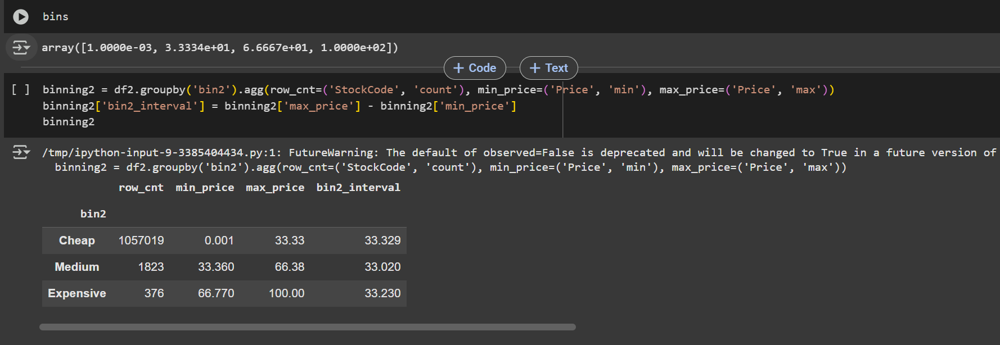 bins
array([1.0000e-03, 3.3334e+01, 6.6667e+01, 1.0000e+02])
+ Code + Text
[ ] binning2 = df2.groupby('bin2').agg(row_cnt=('StockCode', 'count'), min_price=('Price', 'min'), max_price=('Price', 'max'))
binning2['bin2_interval'] = binning2['max_price'] - binning2['min_price']
binning2
/tmp/ipython-input-9-3385404434.py:1: FutureWarning: The default of observed=False is deprecated and will be changed to True in a future version of
binning2 = df2.groupby('bin2').agg(row_cnt=('StockCode', 'count'), min_price=('Price', 'min'), max_price=('Price', 'max'))
row_cnt min_price max_price bin2_interval
bin2
Cheap 1057019 0.001 33.33 33.329
Medium 1823 33.360 66.38 33.020
Expensive 376 66.770 100.00 33.230